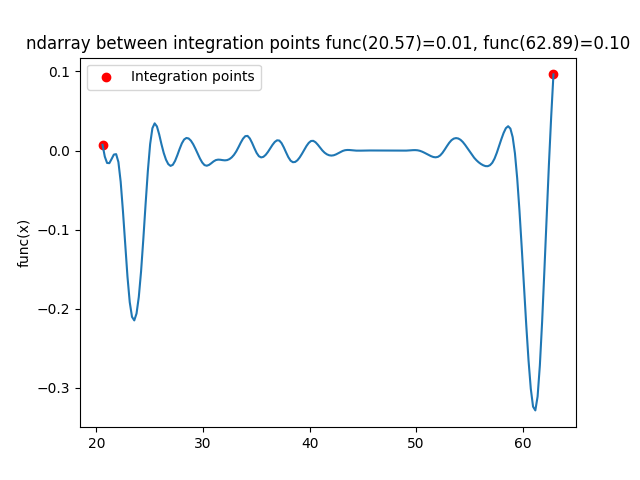 ndarray between integration points func(20.57)=0.01, func(62.89)=0.10
Integration points
func(x)
0.1
0.0
−0.1
−0.2
−0.3
20 30 40 50 60